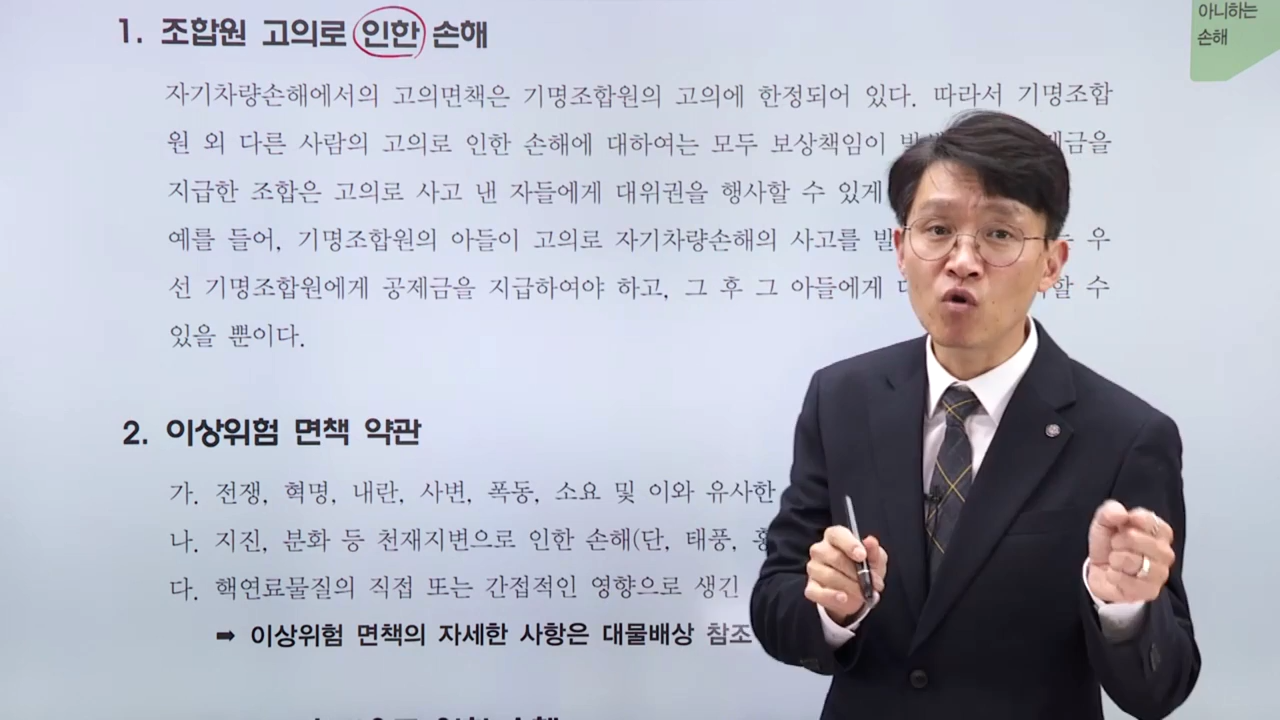 1. 조합원 고의로 인한 손해
아니하는
손해
자기차량손해에서의 고의면책은 기명조합원의 고의에 한정되어 있다. 따라서 기명조합
원 외 다른 사람의 고의로 인한 손해에 대하여는 모두 보상책임이
지급한 조합은 고의로 사고 낸 자들에게 대위권을 행사할 수 있게
예를 들어, 기명조합원의 아들이 고의로 자기차량손해의 사고를 우
선 기명조합원에게 공제금을 지급하여야 하고, 그 후 그 아들에게 수
있을 뿐이다.
2. 이상위험 면책 약관
가. 전쟁, 혁명, 내란, 사변, 폭동, 소요 및 이와 유사한
나. 지진, 분화 등 천재지변으로 인한 손해(단, 태풍,
다. 핵연료물질의 직접 또는 간접적인 영향으로 생긴
➡ 이상위험 면책의 자세한 사항은 대물배상 참조